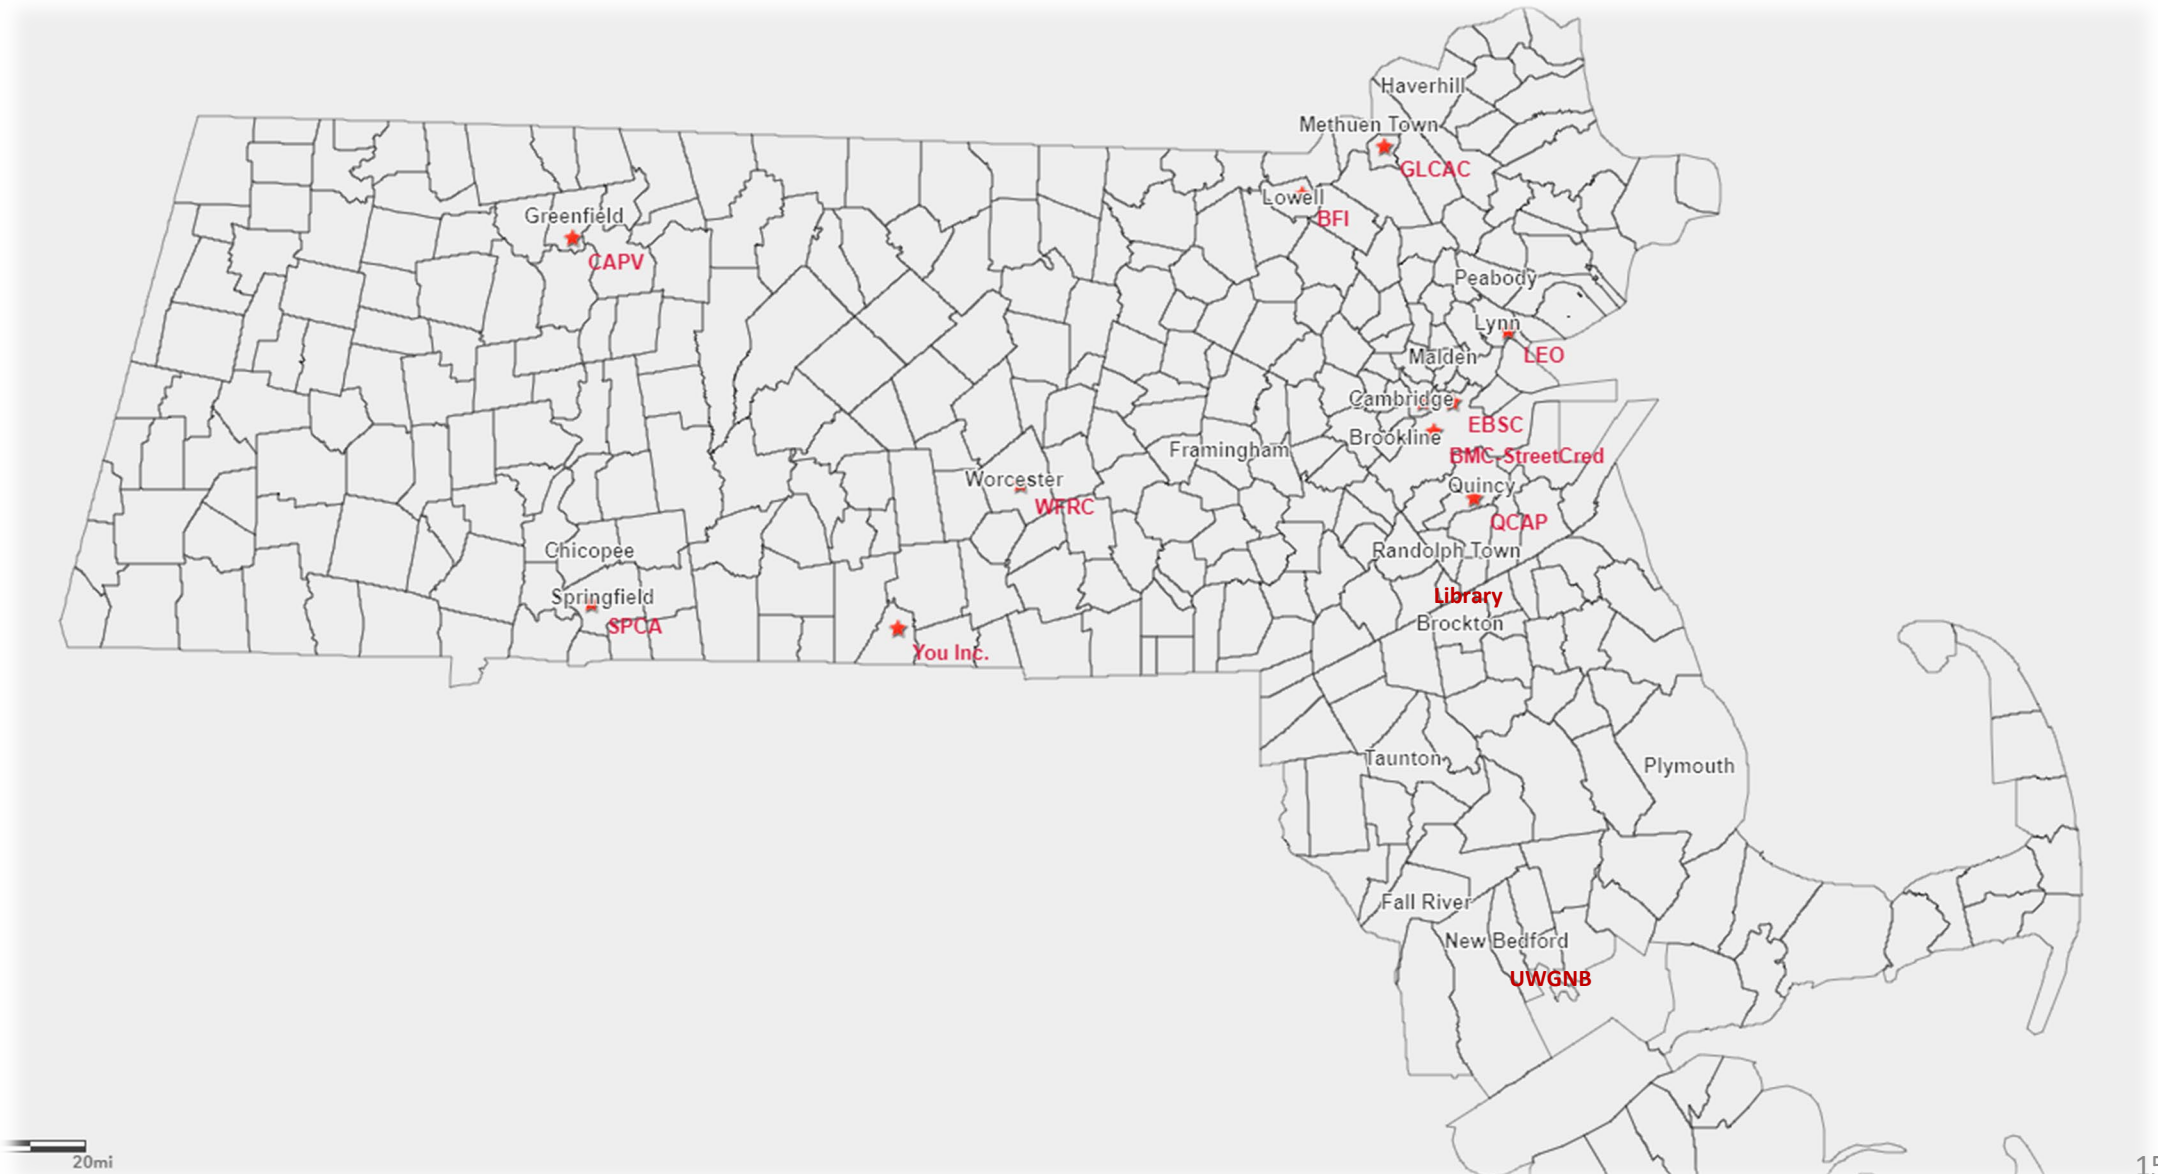 Haverhill
Methuen Town
GLCAC
Lowell
BFI
Greenfield
CAPV
Peabody
Lynn
LEO
Malden
Cambridge
EBSC
Brookline
BMC-StreetCred
Framingham
Worcester
WFRC
Quincy
QCAP
Chicopee
Randolph Town
Springfield
Library
SPCA
Brockton
You Inc.
Taunton
Plymouth
Fall River
New Bedford
UWGNB
20mi